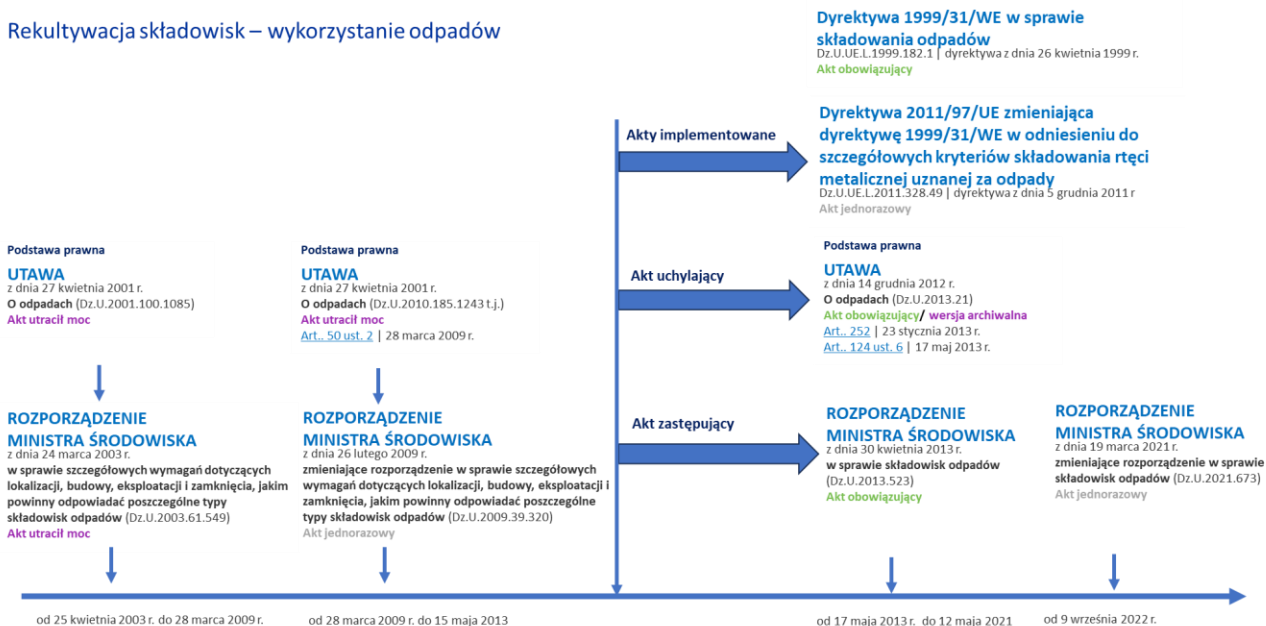 Rekultywacja składowisk – wykorzystanie odpadów
Dyrektywa 1999/31/WE w sprawie
składowania odpadów
Dz.U.UE.L.1999.182.1 | dyrektywa z dnia 26 kwietnia 1999 r.
Akt obowiązujący
Akty implementowane
Dyrektywa 2011/97/UE zmieniająca
dyrektywę 1999/31/WE w odniesieniu do
szczegółowych kryteriów składowania rtęci
metalicznej uznanej za odpady
Dz.U.UE.L.2011.328.49 | dyrektywa z dnia 5 grudnia 2011 r
Akt jednorazowy
Podstawa prawna
UTAWA
z dnia 27 kwietnia 2001 r.
O odpadach (Dz.U.2001.100.1085)
Akt utracił moc
Podstawa prawna
UTAWA
z dnia 27 kwietnia 2001 r.
O odpadach (Dz.U.2010.185.1243 t.j.)
Akt utracił moc
Art.. 50 ust. 2 | 28 marca 2009 r.
Akt uchylający
Podstawa prawna
UTAWA
z dnia 14 grudnia 2012 r.
O odpadach (Dz.U.2013.21)
Akt obowiązujący/ wersja archiwalna
Art.. 252 | 23 stycznia 2013 r.
Art.. 124 ust. 6 | 17 maj 2013 r.
ROZPORZĄDZENIE
MINISTRA ŚRODOWISKA
z dnia 24 marca 2003 r.
w sprawie szczegółowych wymagań dotyczących
lokalizacji, budowy, eksploatacji i zamknięcia, jakim
powinny odpowiadać poszczególne typy
składowisk odpadów (Dz.U.2003.61.549)
Akt utracił moc
ROZPORZĄDZENIE
MINISTRA ŚRODOWISKA
z dnia 26 lutego 2009 r.
zmieniające rozporządzenie w sprawie szczegółowych
wymagań dotyczących lokalizacji, budowy, eksploatacji i
zamknięcia, jakim powinny odpowiadać poszczególne
typy składowisk odpadów (Dz.U.2009.39.320)
Akt jednorazowy
Akt zastępujący
ROZPORZĄDZENIE
MINISTRA ŚRODOWISKA
z dnia 30 kwietnia 2013 r.
w sprawie składowisk odpadów
(Dz.U.2013.523)
Akt obowiązujący
ROZPORZĄDZENIE
MINISTRA ŚRODOWISKA
z dnia 19 marca 2021 r.
zmieniające rozporządzenie w sprawie
składowisk odpadów (Dz.U.2021.673)
Akt jednorazowy
od 25 kwietnia 2003 r. do 28 marca 2009 r.
od 28 marca 2009 r. do 15 maja 2013
od 17 maja 2013 r. do 12 maja 2021
od 9 września 2022 r.